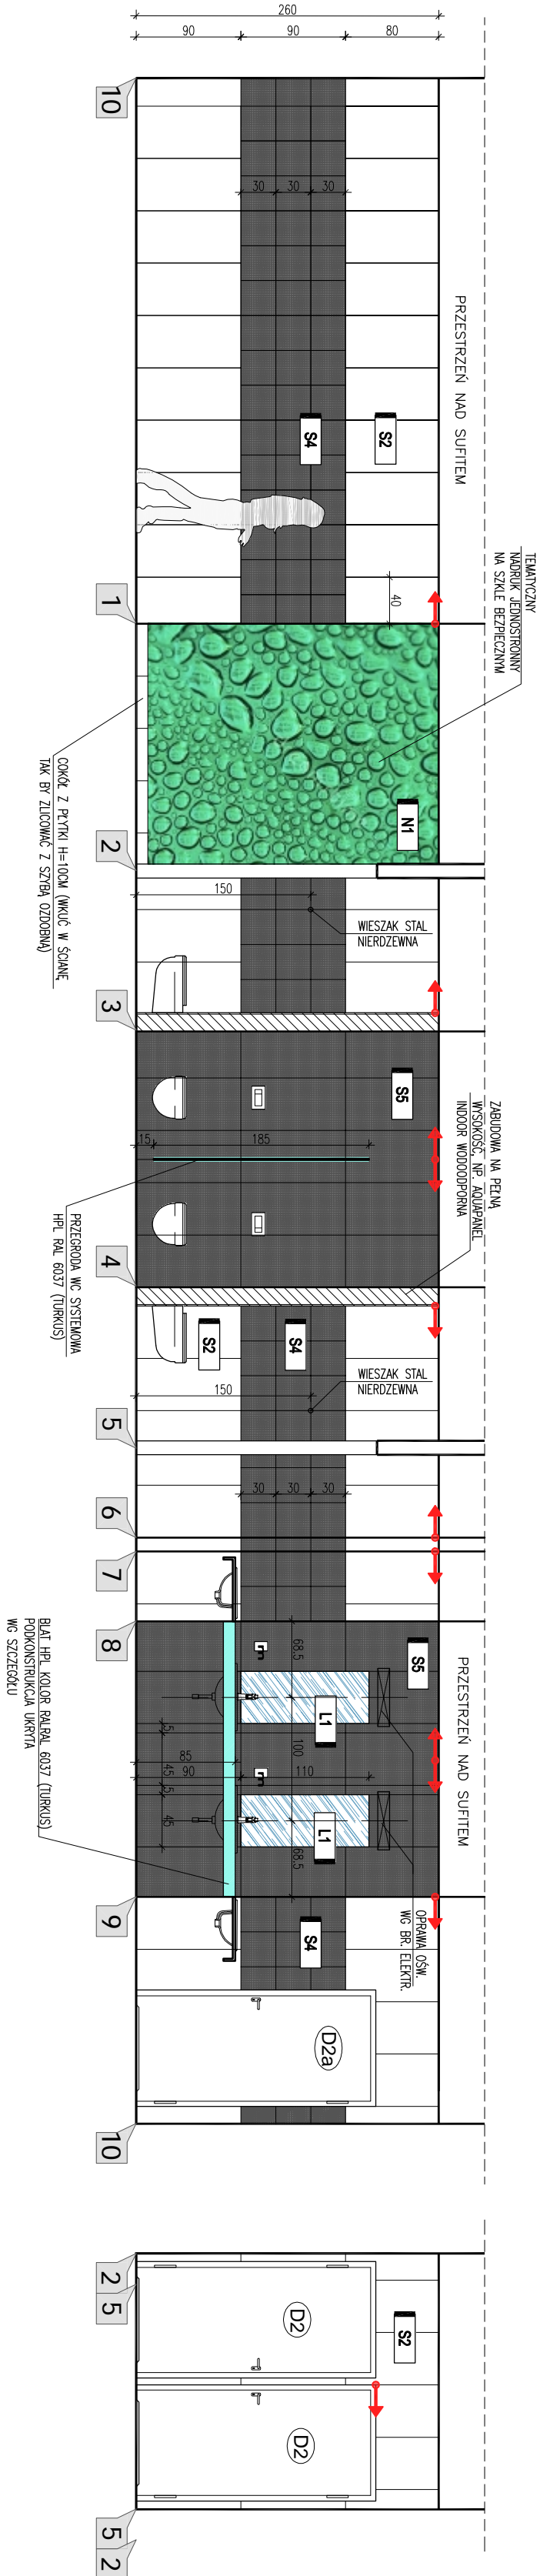 260
90
90
80
PRZESTRZEŃ NAD SUFITEM
30
30
30
S2
S4
40
10
1
TEMATYCZNY
NADRUK JEDNOSTRONNY
NA SZKLE BEZPIECZNYM
N1
COKÓŁ Z PŁYTKI H=10CM (WKUĆ W ŚCIANĘ
TAK BY ZLICOWAĆ Z SZYBĄ OZDOBNĄ)
2
150
WIESZAK STAL
NIERDZEWNA
3
S5
ZABUDOWA NA PEŁNĄ
WYSOKOŚĆ, NP. AQUAPANEL
INDOOR WODOODPORNA
15
185
PRZEGRODA WC SYSTEMOWA
HPL RAL 6037 (TURKUS)
4
S2
S4
150
WIESZAK STAL
NIERDZEWNA
5
30
30
30
6
7
8
PRZESTRZEŃ NAD SUFITEM
S5
68.5
L1
100
L1
68.5
5
45
5
45
85
90
110
BLAT HPL KOLOR RALRAL 6037 (TURKUS)
PODKONSTRUKCJA UKRYTA
WG SZCZEGÓŁU
OPRAWA OŚW.
WG BR. ELEKTR.
9
S4
D2a
10
S2
D2
D2
2
5
5
2